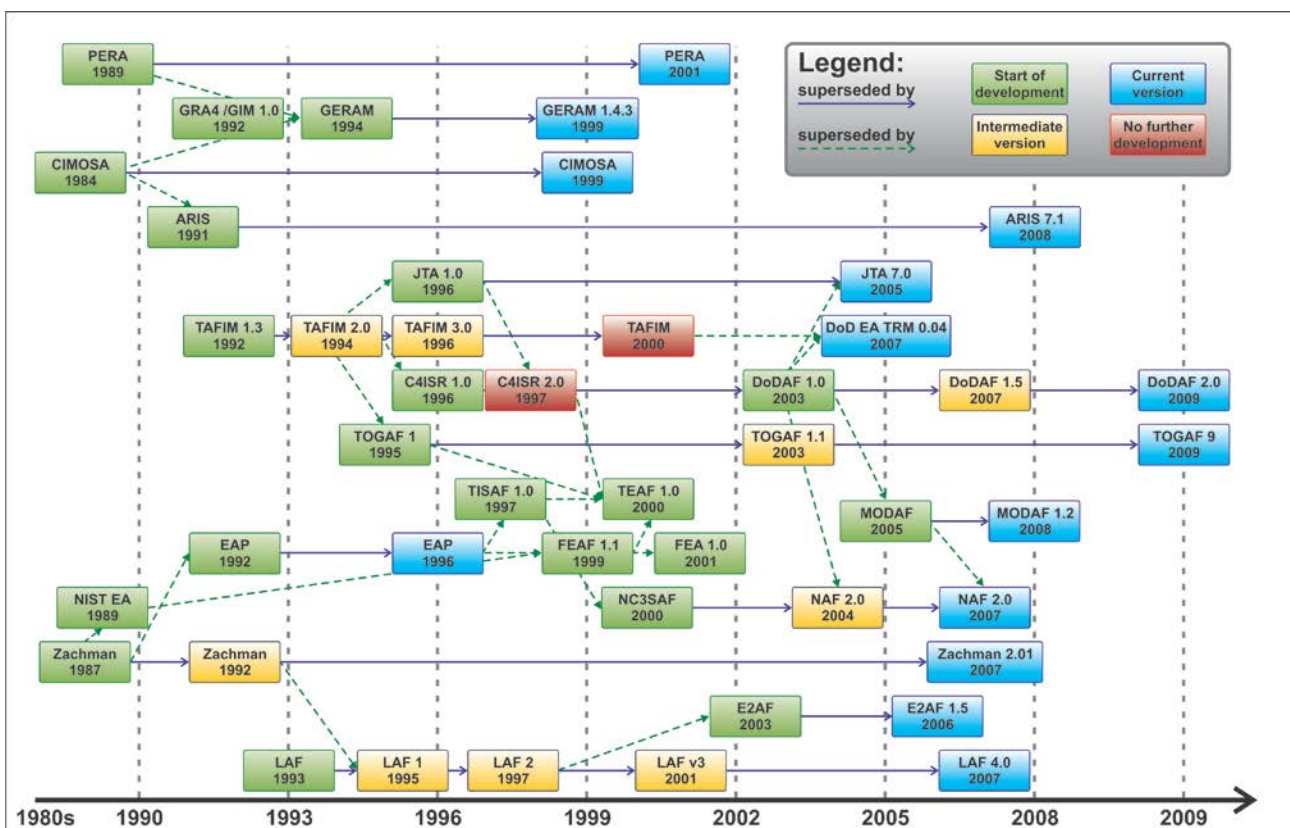 PERA
1989
PERA
2001
Legend:
superseded by
superseded by
Start of
development
Current
version
Intermediate
version
No further
development
GRA4 /GIM 1.0
1992
GERAM
1994
GERAM 1.4.3
1999
CIMOSA
1984
CIMOSA
1999
ARIS
1991
ARIS 7.1
2008
JTA 1.0
1996
JTA 7.0
2005
TAFIM 1.3
1992
TAFIM 2.0
1994
TAFIM 3.0
1996
TAFIM
2000
DoD EA TRM 0.04
2007
C4ISR 1.0
1996
C4ISR 2.0
1997
DoDAF 1.0
2003
DoDAF 1.5
2007
DoDAF 2.0
2009
TOGAF 1
1995
TOGAF 1.1
2003
TOGAF 9
2009
TISAF 1.0
1997
TEAF 1.0
2000
MODAF
2005
MODAF 1.2
2008
EAP
1992
EAP
1996
FEAF 1.1
1999
FEA 1.0
2001
NIST EA
1989
NC3SAF
2000
NAF 2.0
2004
NAF 2.0
2007
Zachman
1987
Zachman
1992
Zachman 2.01
2007
E2AF
2003
E2AF 1.5
2006
LAF
1993
LAF 1
1995
LAF 2
1997
LAF v3
2001
LAF 4.0
2007
1980s 1990 1993 1996 1999 2002 2005 2008 2009